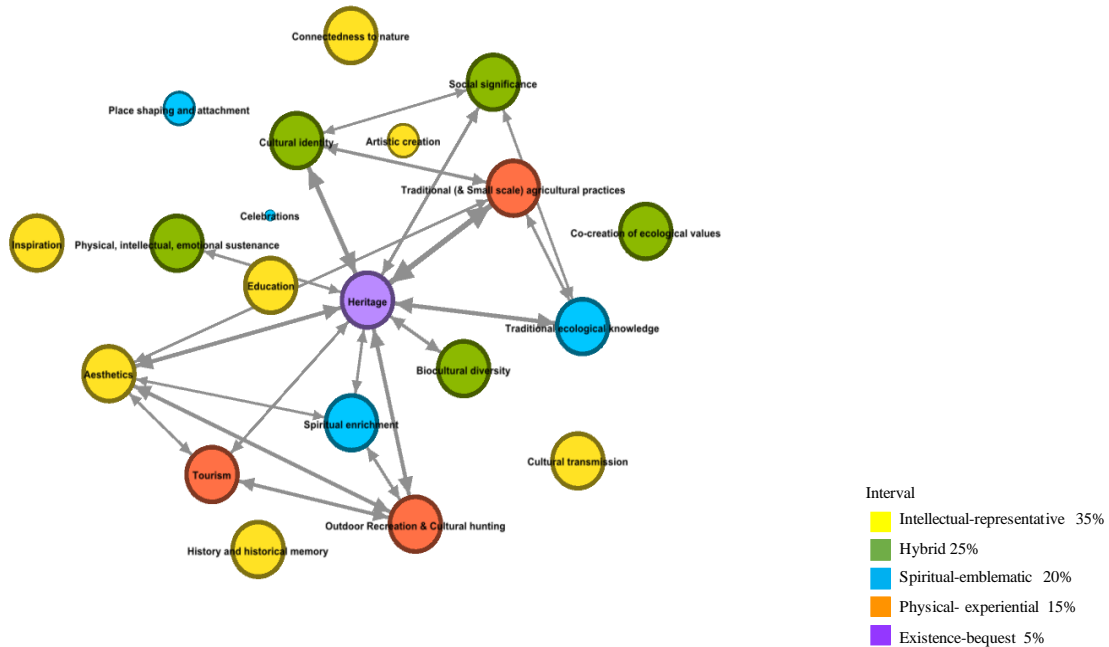 Connectedness to nature
Social significance
Place shaping and attachment
Cultural identity
Artistic creation
Traditional (& Small scale) agricultural practices
Celebrations
Co-creation of ecological values
Inspiration
Physical, intellectual, emotional sustenance
Education
Heritage
Traditional ecological knowledge
Aesthetics
Biocultural diversity
Spiritual enrichment
Cultural transmission
Tourism
Outdoor Recreation & Cultural hunting
History and historical memory
Interval
Intellectual-representative 35%
Hybrid 25%
Spiritual-emblematic 20%
Physical- experiential 15%
Existence-bequest 5%